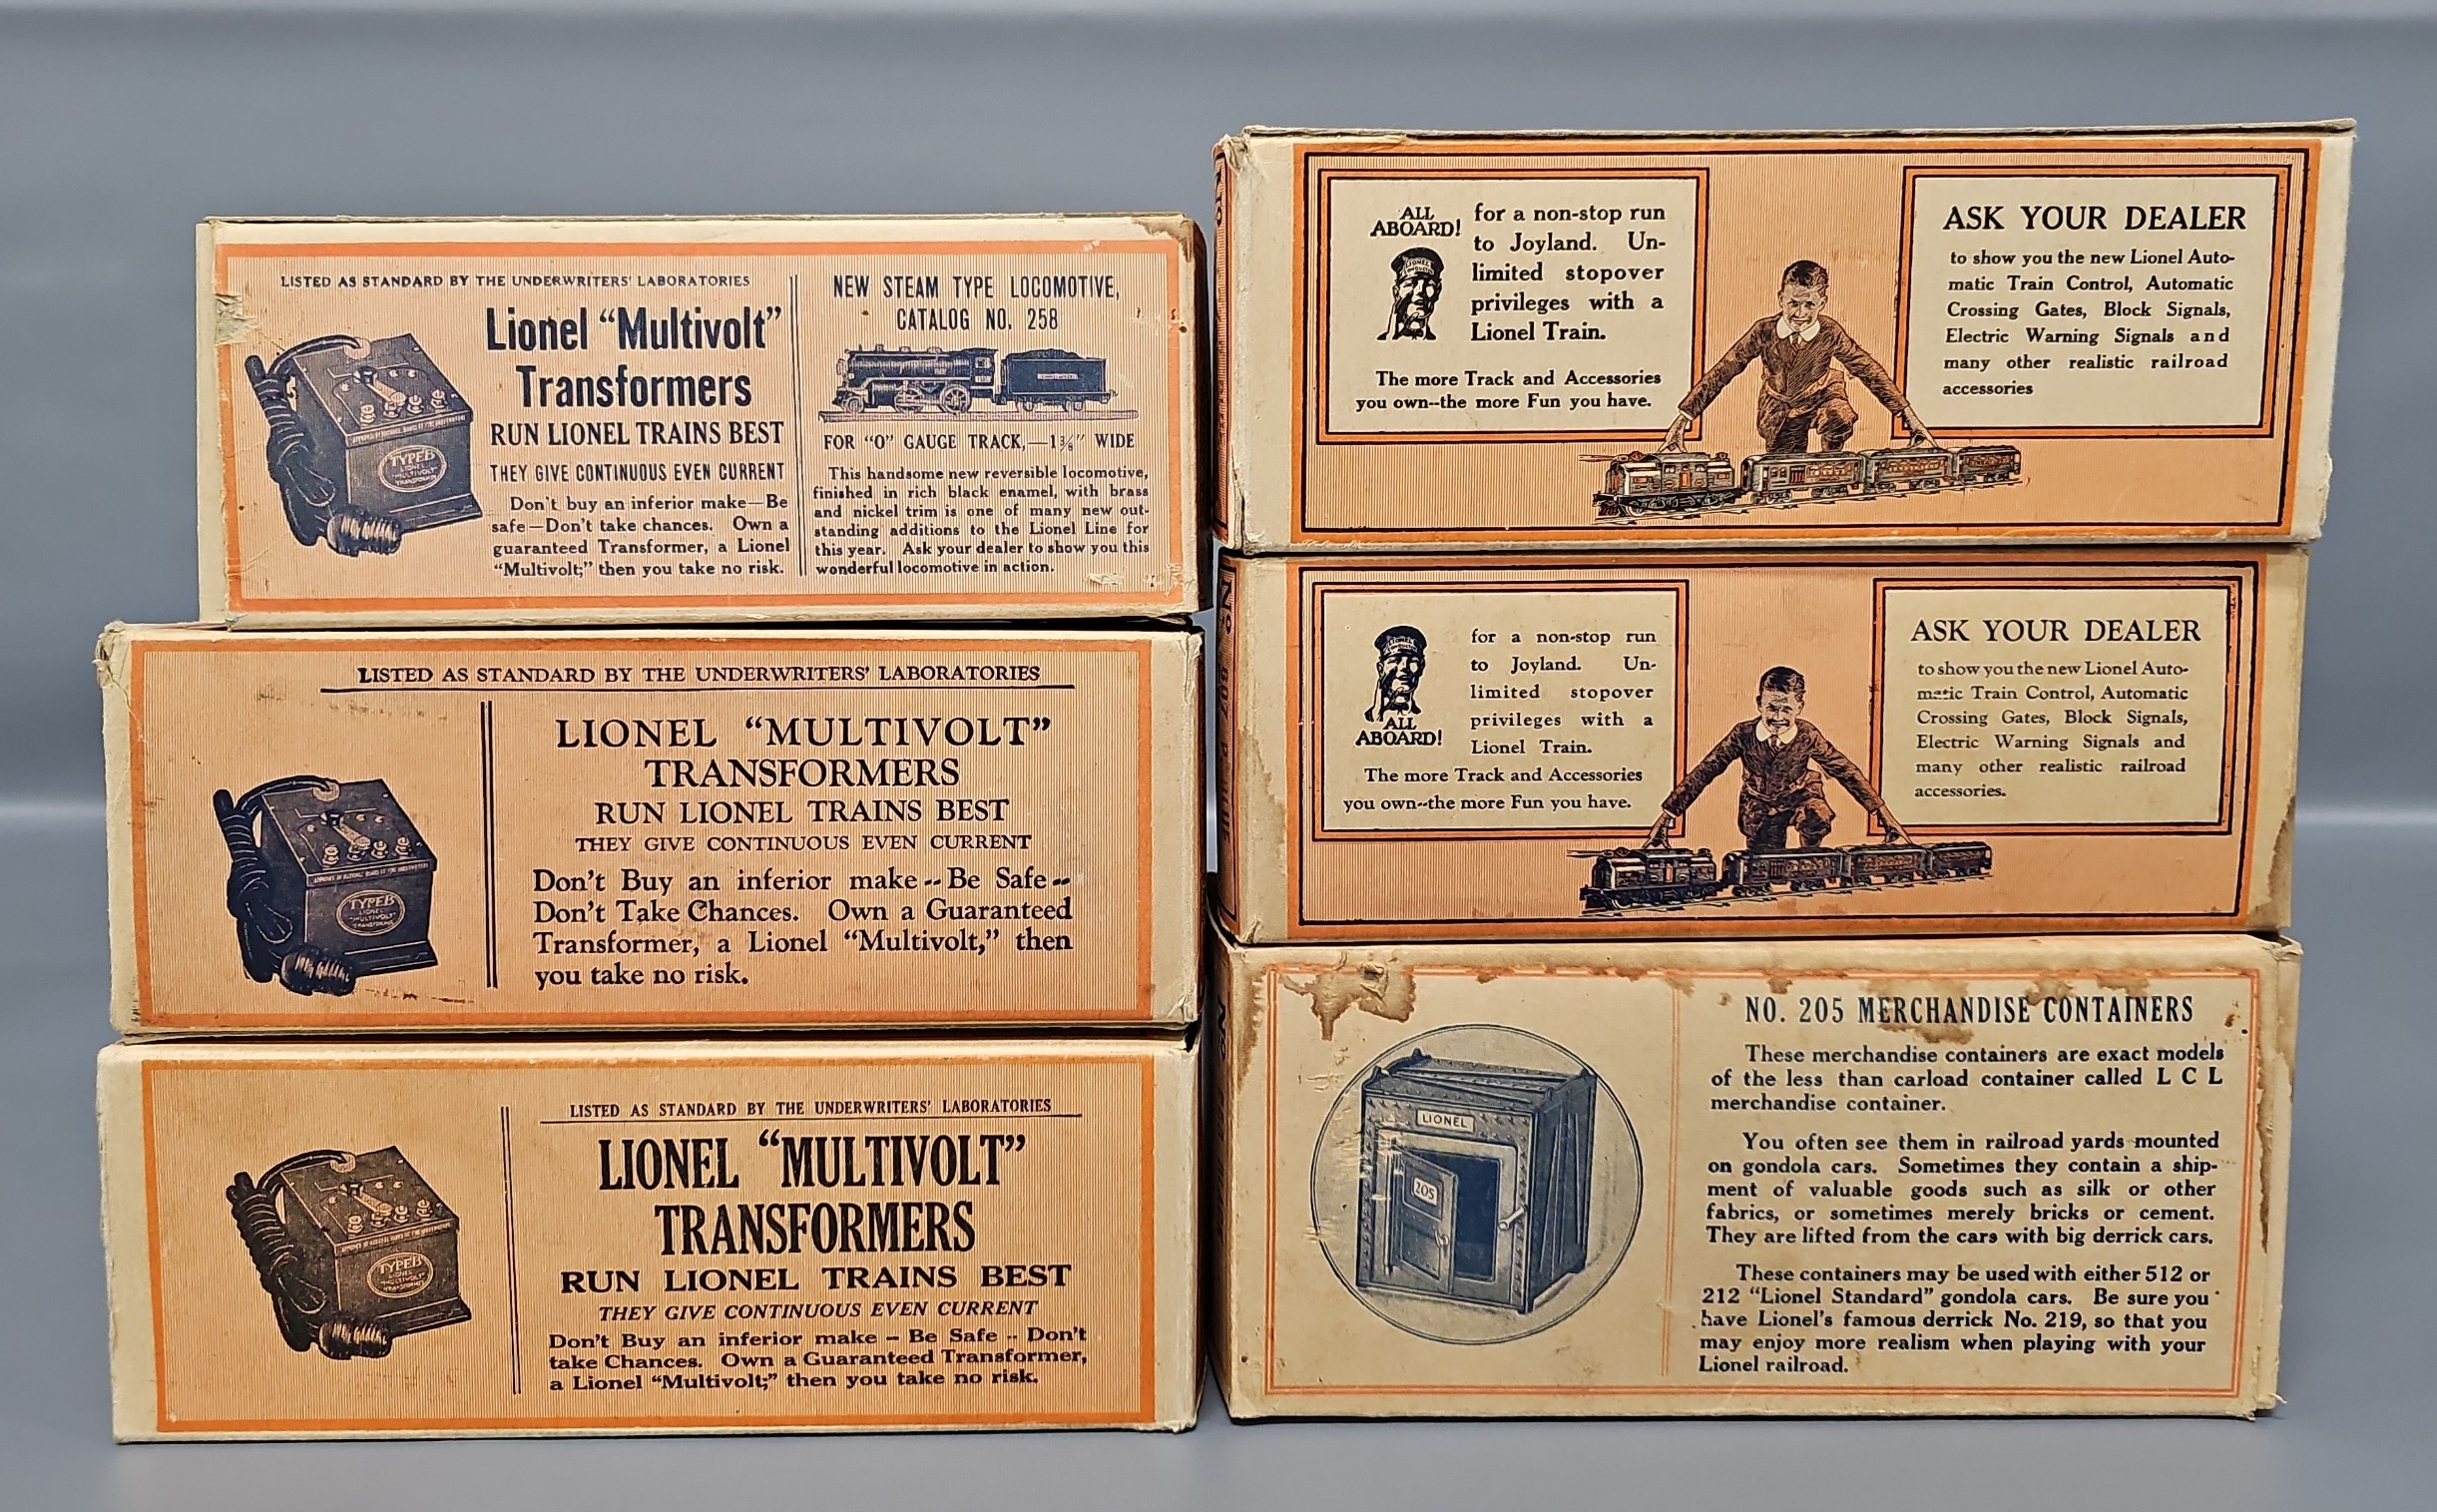 LISTED AS STANDARD BY THE UNDERWRITERS' LABORATORIES
Lionel “Multivolt”
Transformers
RUN LIONEL TRAINS BEST
THEY GIVE CONTINUOUS EVEN CURRENT
Don't buy an inferior make—Be
safe—Don't take chances. Own a
guaranteed Transformer, a Lionel
“Multivolt;” then you take no risk.
TYPE B
LIONEL
"MULTIVOLT"
TRANSFORMER
NEW STEAM TYPE LOCOMOTIVE,
CATALOG NO. 258
FOR “O” GAUGE TRACK,—1⅜” WIDE
This handsome new reversible locomotive,
finished in rich black enamel, with brass
and nickel trim is one of many new out-
standing additions to the Lionel Line for
this year. Ask your dealer to show you this
wonderful locomotive in action.
LISTED AS STANDARD BY THE UNDERWRITERS' LABORATORIES
LIONEL “MULTIVOLT”
TRANSFORMERS
RUN LIONEL TRAINS BEST
THEY GIVE CONTINUOUS EVEN CURRENT
Don't Buy an inferior make -- Be Safe --
Don't Take Chances. Own a Guaranteed
Transformer, a Lionel “Multivolt,” then
you take no risk.
TYPE B
LIONEL
"MULTIVOLT"
TRANSFORMER
LISTED AS STANDARD BY THE UNDERWRITERS' LABORATORIES
LIONEL “MULTIVOLT”
TRANSFORMERS
RUN LIONEL TRAINS BEST
THEY GIVE CONTINUOUS EVEN CURRENT
Don't Buy an inferior make – Be Safe -- Don't
take Chances. Own a Guaranteed Transformer,
a Lionel “Multivolt;” then you take no risk.
TYPE B
LIONEL
"MULTIVOLT"
TRANSFORMER
ALL
ABOARD!
LIONEL
CONDUCTOR
for a non-stop run
to Joyland. Un-
limited stopover
privileges with a
Lionel Train.
The more Track and Accessories
you own--the more Fun you have.
ASK YOUR DEALER
to show you the new Lionel Auto-
matic Train Control, Automatic
Crossing Gates, Block Signals,
Electric Warning Signals and
many other realistic railroad
accessories
No 607
LIONEL
CONDUCTOR
ALL
ABOARD!
for a non-stop run
to Joyland. Un-
limited stopover
privileges with a
Lionel Train.
The more Track and Accessories
you own--the more Fun you have.
ASK YOUR DEALER
to show you the new Lionel Auto-
matic Train Control, Automatic
Crossing Gates, Block Signals,
Electric Warning Signals and
many other realistic railroad
accessories.
LIONEL
205
NO. 205 MERCHANDISE CONTAINERS
These merchandise containers are exact models
of the less than carload container called L C L
merchandise container.
You often see them in railroad yards mounted
on gondola cars. Sometimes they contain a ship-
ment of valuable goods such as silk or other
fabrics, or sometimes merely bricks or cement.
They are lifted from the cars with big derrick cars.
These containers may be used with either 512 or
212 “Lionel Standard” gondola cars. Be sure you
have Lionel's famous derrick No. 219, so that you
may enjoy more realism when playing with your
Lionel railroad.